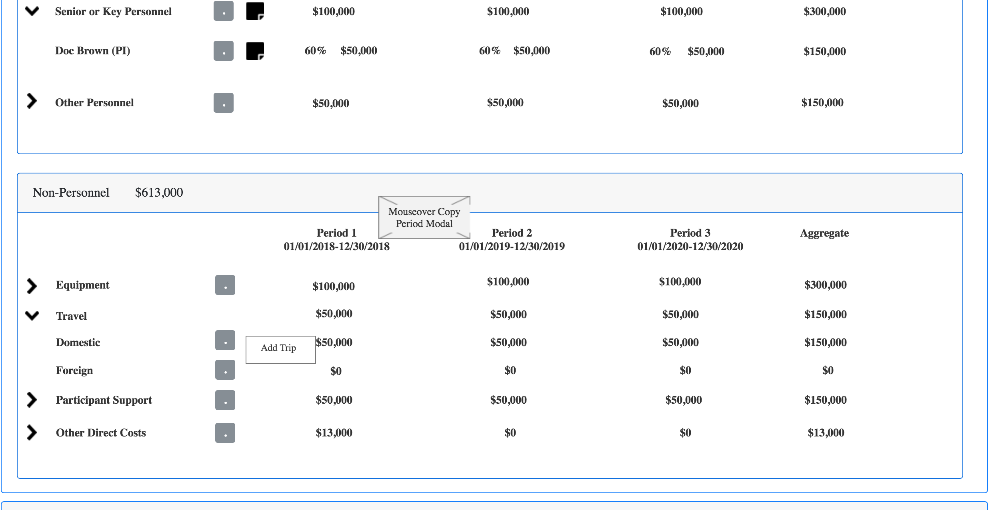 Senior or Key Personnel . $100,000 $100,000 $100,000 $300,000
Doc Brown (PI) . 60% $50,000 60% $50,000 60% $50,000 $150,000
Other Personnel . $50,000 $50,000 $50,000 $150,000
Non-Personnel $613,000
Mouseover Copy
Period Modal
Period 1 Period 2 Period 3 Aggregate
01/01/2018-12/30/2018 01/01/2019-12/30/2019 01/01/2020-12/30/2020
Equipment . $100,000 $100,000 $100,000 $300,000
Travel $50,000 $50,000 $50,000 $150,000
Domestic . Add Trip $50,000 $50,000 $50,000 $150,000
Foreign . $0 $0 $0 $0
Participant Support . $50,000 $50,000 $50,000 $150,000
Other Direct Costs . $13,000 $0 $0 $13,000